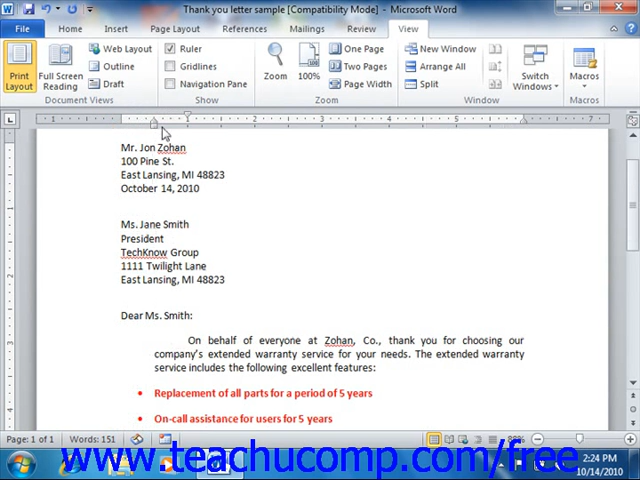 Thank you letter sample [Compatibility Mode] - Microsoft Word
File Home Insert Page Layout References Mailings Review View
Print Layout
Full Screen Reading
Web Layout
Outline
Draft
Document Views
Ruler
Gridlines
Navigation Pane
Show
Zoom
100%
One Page
Two Pages
Page Width
Zoom
New Window
Arrange All
Split
Switch Windows
Window
Macros
Macros
Mr. Jon Zohan
100 Pine St.
East Lansing, MI 48823
October 14, 2010
Ms. Jane Smith
President
TechKnow Group
1111 Twilight Lane
East Lansing, MI 48823
Dear Ms. Smith:
On behalf of everyone at Zohan, Co., thank you for choosing our
company's extended warranty service for your needs. The extended warranty
service includes the following excellent features:
• Replacement of all parts for a period of 5 years
• On-call assistance for users for 5 years
Page: 1 of 1 Words: 151 88%
www.teachucomp.com/free
2:24 PM
10/14/2010